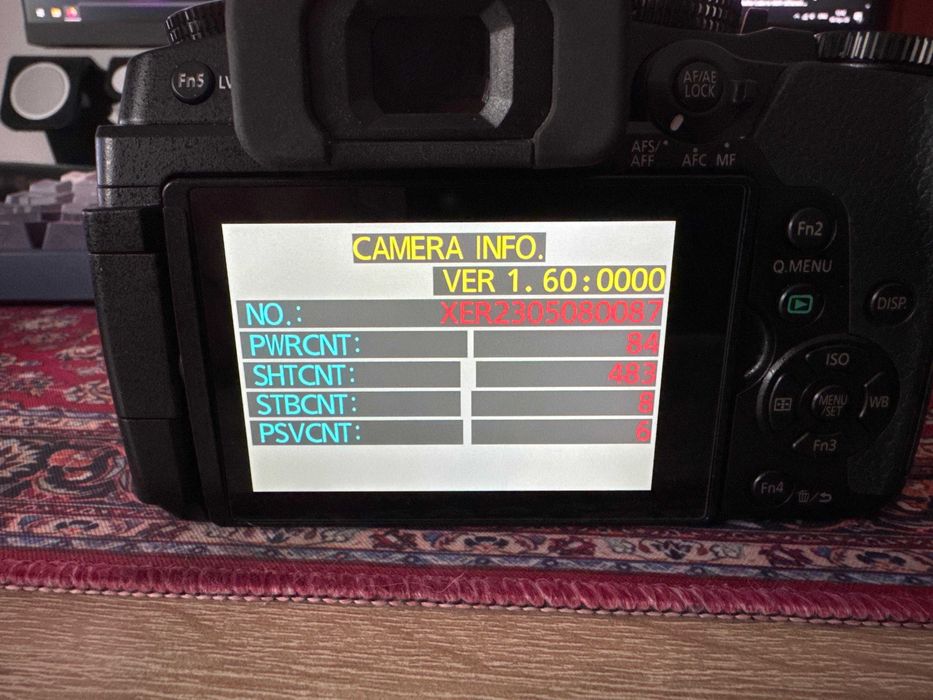 Fn5 LV
AF/AE
LOCK
AFS/
AFF AFC MF
CAMERA INFO.
VER 1.60:0000
NO.: XER2305080087
PWRCNT: 84
SHTCNT: 483
STBCNT: 8
PSVCNT: 6
Fn2
Q.MENU
DISP.
ISO
MENU
/SET
WB
Fn3
Fn4